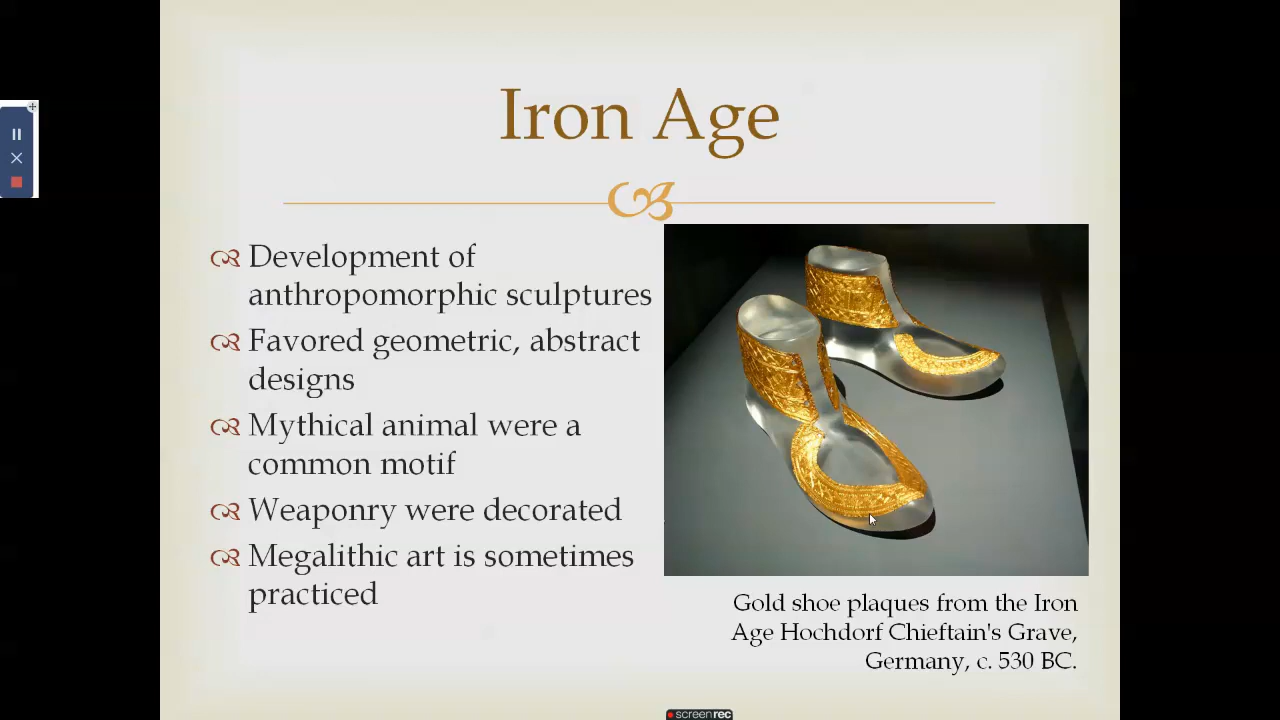 Iron Age
Development of
anthropomorphic sculptures
Favored geometric, abstract
designs
Mythical animal were a
common motif
Weaponry were decorated
Megalithic art is sometimes
practiced
Gold shoe plaques from the Iron
Age Hochdorf Chieftain's Grave,
Germany, c. 530 BC.
screenrec